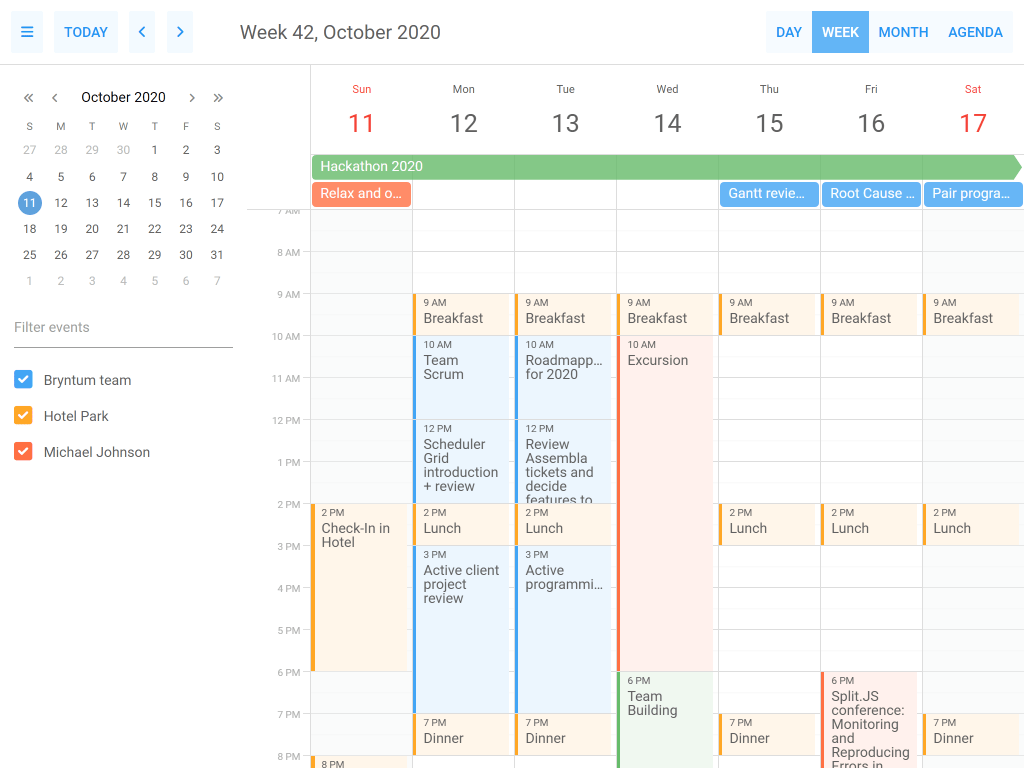 TODAY
Week 42, October 2020
DAY WEEK MONTH AGENDA
October 2020
S M T W T F S
27 28 29 30 1 2 3
4 5 6 7 8 9 10
11 12 13 14 15 16 17
18 19 20 21 22 23 24
25 26 27 28 29 30 31
1 2 3 4 5 6 7
Filter events
Bryntum team
Hotel Park
Michael Johnson
Sun Mon Tue Wed Thu Fri Sat
11 12 13 14 15 16 17
Hackathon 2020
Relax and o... Gantt revie... Root Cause ... Pair progra...
7 AM
8 AM
9 AM
10 AM
11 AM
12 PM
1 PM
2 PM
3 PM
4 PM
5 PM
6 PM
7 PM
8 PM
2 PM
Check-In in
Hotel
8 PM
9 AM
Breakfast
10 AM
Team
Scrum
12 PM
Scheduler
Grid
introduction
+ review
2 PM
Lunch
3 PM
Active client
project
review
7 PM
Dinner
9 AM
Breakfast
10 AM
Roadmapp...
for 2020
12 PM
Review
Assembla
tickets and
decide
features to
2 PM
Lunch
3 PM
Active
programmi...
7 PM
Dinner
9 AM
Breakfast
10 AM
Excursion
6 PM
Team
Building
9 AM
Breakfast
2 PM
Lunch
7 PM
Dinner
9 AM
Breakfast
2 PM
Lunch
6 PM
Split.JS
conference:
Monitoring
and
Reproducing
Errors in
9 AM
Breakfast
2 PM
Lunch
7 PM
Dinner